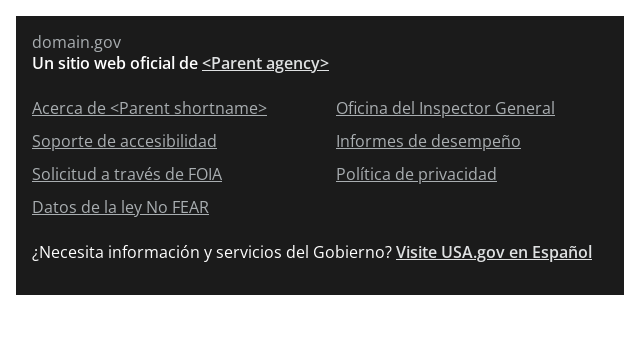 domain.gov
Un sitio web oficial de <Parent agency>
Acerca de <Parent shortname>
Oficina del Inspector General
Soporte de accesibilidad
Informes de desempeño
Solicitud a través de FOIA
Política de privacidad
Datos de la ley No FEAR
¿Necesita información y servicios del Gobierno? Visite USA.gov en Español